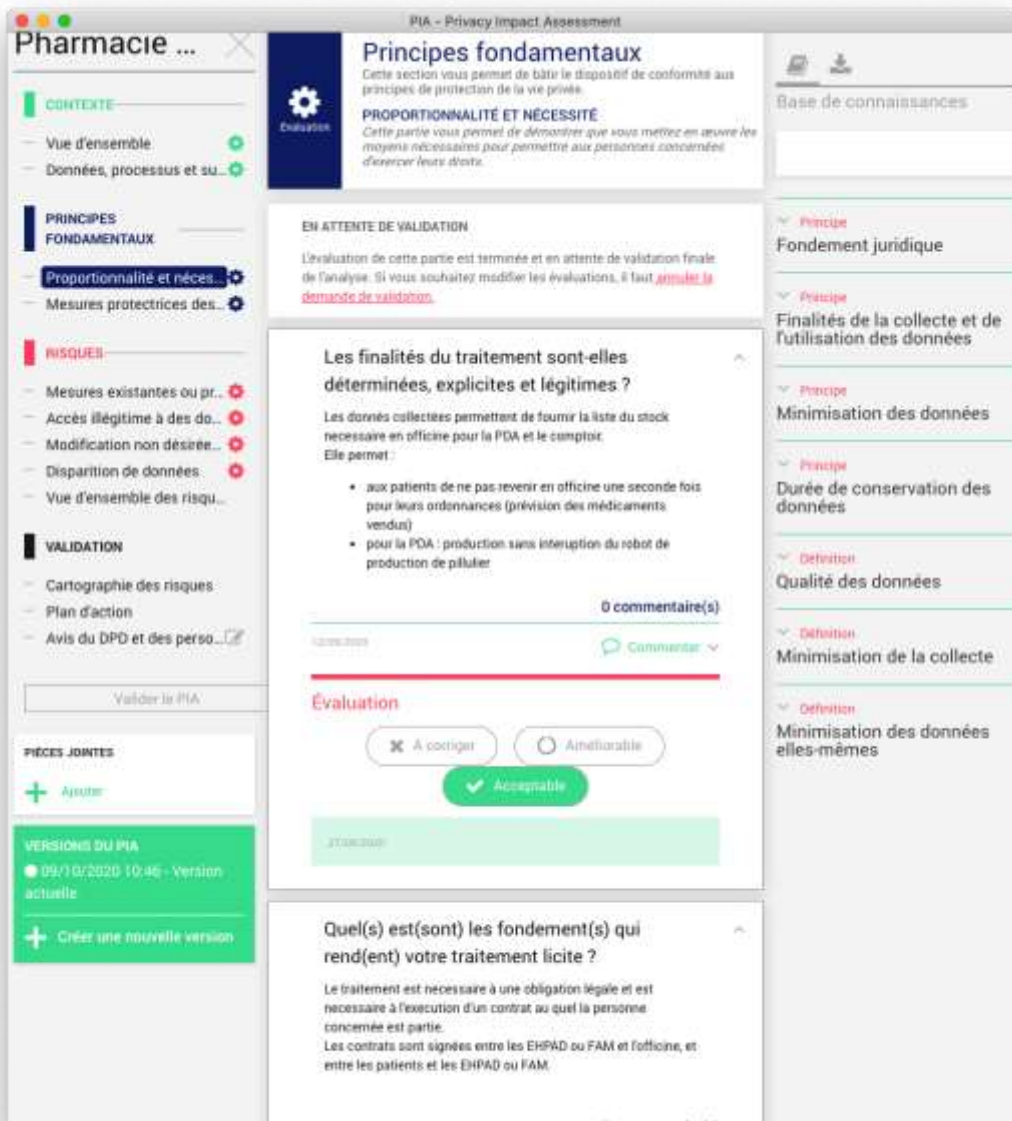 PIA - Privacy Impact Assessment
Pharmacie ...
CONTEXTE
Vue d'ensemble
Données, processus et su...
PRINCIPES
FONDAMENTAUX
Proportionnalité et néces...
Mesures protectrices des...
RISQUES
Mesures existantes ou pr...
Accès illégitime à des do...
Modification non désirée...
Disparition de données
Vue d'ensemble des risqu...
VALIDATION
Cartographie des risques
Plan d'action
Avis du DPD et des perso...
Valider le PIA
PIÈCES JOINTES
Ajouter
VERSIONS DU PIA
09/10/2020 10:46 - Version
actuelle
Créer une nouvelle version
Évaluation
Principes fondamentaux
Cette section vous permet de bâtir le dispositif de conformité aux
principes de protection de la vie privée.
PROPORTIONNALITÉ ET NÉCESSITÉ
Cette partie vous permet de démontrer que vous mettez en œuvre les
moyens nécessaires pour permettre aux personnes concernées
d'exercer leurs droits.
EN ATTENTE DE VALIDATION
L'évaluation de cette partie est terminée et en attente de validation finale
de l'analyse. Si vous souhaitez modifier les évaluations, il faut annuler la
demande de validation.
Les finalités du traitement sont-elles
déterminées, explicites et légitimes ?
Les donnés collectées permettent de fournir la liste du stock
necessaire en officine pour la PDA et le comptoir.
Elle permet :
aux patients de ne pas revenir en officine une seconde fois
pour leurs ordonnances (prévision des médicaments
vendus)
pour la PDA : production sans interuption du robot de
production de pillulier
0 commentaire(s)
Commenter
Évaluation
A corriger
Améliorable
Acceptable
Quel(s) est(sont) les fondement(s) qui
rend(ent) votre traitement licite ?
Le traitement est necessaire à une obligation légale et est
necessaire à l'execution d'un contrat au quel la personne
concernée est partie.
Les contrats sont signées entre les EHPAD ou FAM et l'officine, et
entre les patients et les EHPAD ou FAM.
Base de connaissances
Principe
Fondement juridique
Principe
Finalités de la collecte et de
l'utilisation des données
Principe
Minimisation des données
Principe
Durée de conservation des
données
Définition
Qualité des données
Définition
Minimisation de la collecte
Définition
Minimisation des données
elles-mêmes